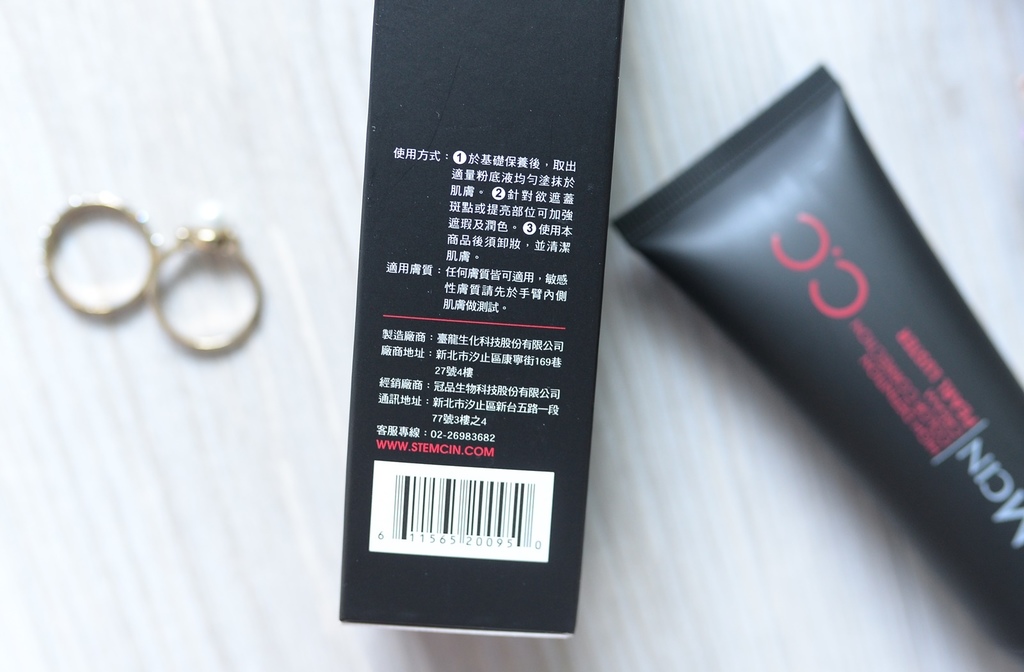 使用方式：❶於基礎保養後，取出
適量粉底液均勻塗抹於
肌膚。❷針對欲遮蓋
斑點或提亮部位可加強
遮瑕及潤色。❸使用本
商品後須卸妝，並清潔
肌膚。
適用膚質：任何膚質皆可適用，敏感
性膚質請先於手臂內側
肌膚做測試。
製造廠商：臺龍生化科技股份有限公司
廠商地址：新北市汐止區康寧街169巷
27號4樓
經銷廠商：冠品生物科技股份有限公司
通訊地址：新北市汐止區新台五路一段
77號3樓之4
客服專線：02-26983682
WWW.STEMCIN.COM
6 11565 20095 0
C.C
MCIN